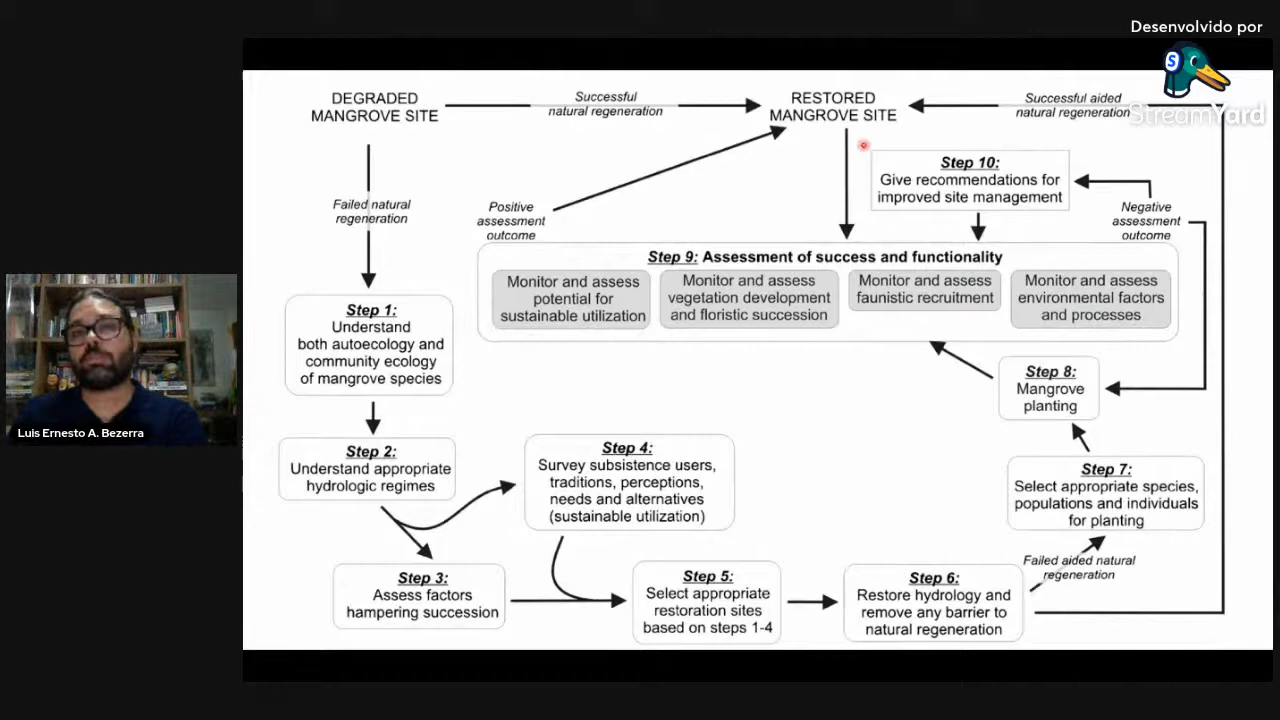 Desenvolvido por
S
StreamYard
DEGRADED
MANGROVE SITE
Successful
natural regeneration
RESTORED
MANGROVE SITE
Successful aided
natural regeneration
Step 10:
Give recommendations for
improved site management
Failed natural
regeneration
Positive
assessment
outcome
Negative
assessment
outcome
Step 9: Assessment of success and functionality
Monitor and assess
potential for
sustainable utilization
Monitor and assess
vegetation development
and floristic succession
Monitor and assess
faunistic recruitment
Monitor and assess
environmental factors
and processes
Step 1:
Understand
both autoecology and
community ecology
of mangrove species
Step 8:
Mangrove
planting
Luis Ernesto A. Bezerra
Step 2:
Understand appropriate
hydrologic regimes
Step 4:
Survey subsistence users,
traditions, perceptions,
needs and alternatives
(sustainable utilization)
Step 7:
Select appropriate species,
populations and individuals
for planting
Failed aided natural
regeneration
Step 3:
Assess factors
hampering succession
Step 5:
Select appropriate
restoration sites
based on steps 1-4
Step 6:
Restore hydrology and
remove any barrier to
natural regeneration